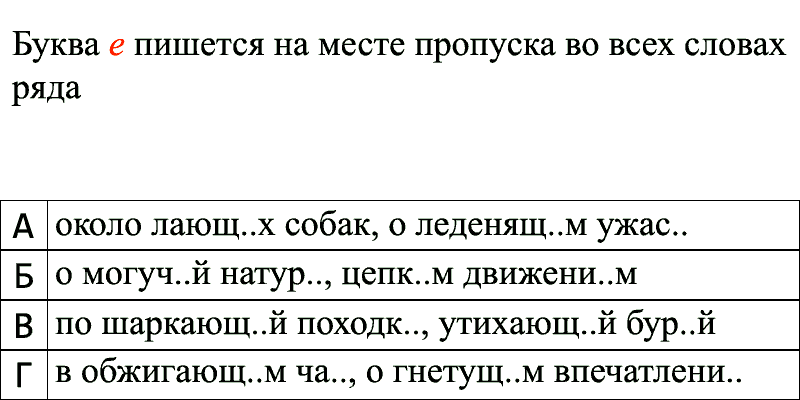 Буква е пишется на месте пропуска во всех словах
ряда
А около лающ..х собак, о леденящ..м ужас..
Б о могуч..й натур.., цепк..м движени..м
В по шаркающ..й походк.., утихающ..й бур..й
Г в обжигающ..м ча.., о гнетущ..м впечатлени..